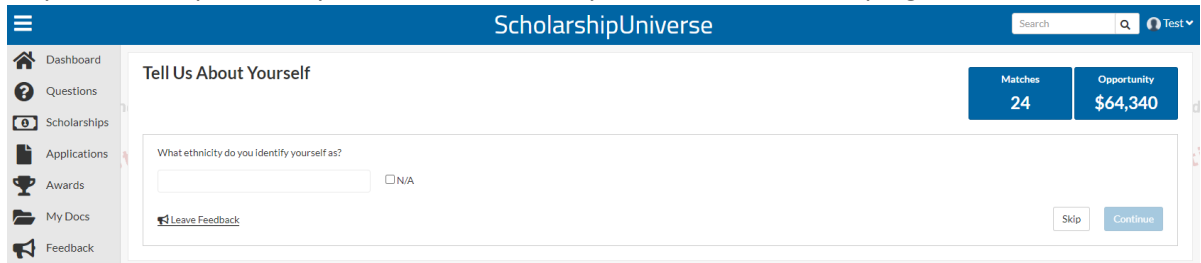 ScholarshipUniverse
Search
Test
Dashboard
Questions
Scholarships
Applications
Awards
My Docs
Feedback
Tell Us About Yourself
Matches
24
Opportunity
$64,340
What ethnicity do you identify yourself as?
N/A
Leave Feedback
Skip
Continue